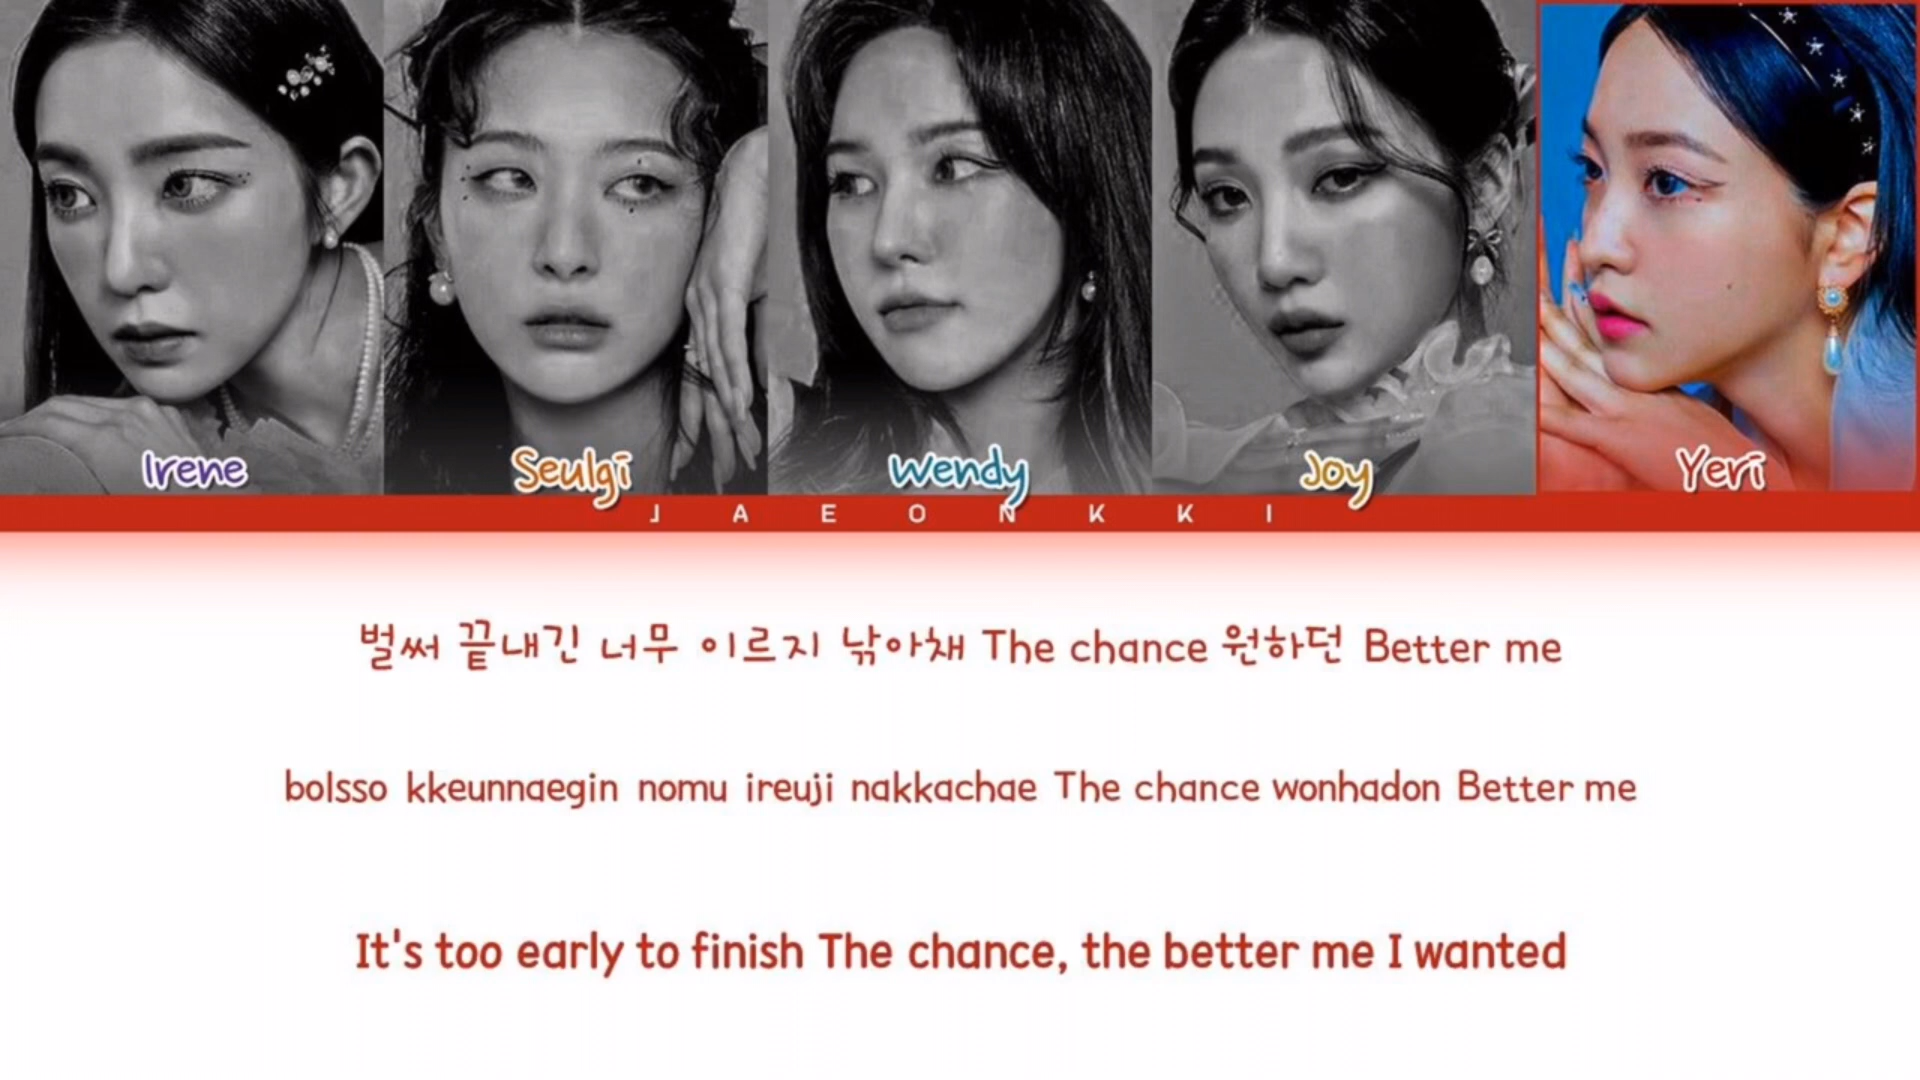 Irene
Seulgi
Wendy
Joy
Yeri
JAEONKKI
벌써 끝내긴 너무 이르지 낚아채 The chance 원하던 Better me
bolsso kkeunnaegin nomu ireuji nakkachae The chance wonhadon Better me
It's too early to finish The chance, the better me I wanted